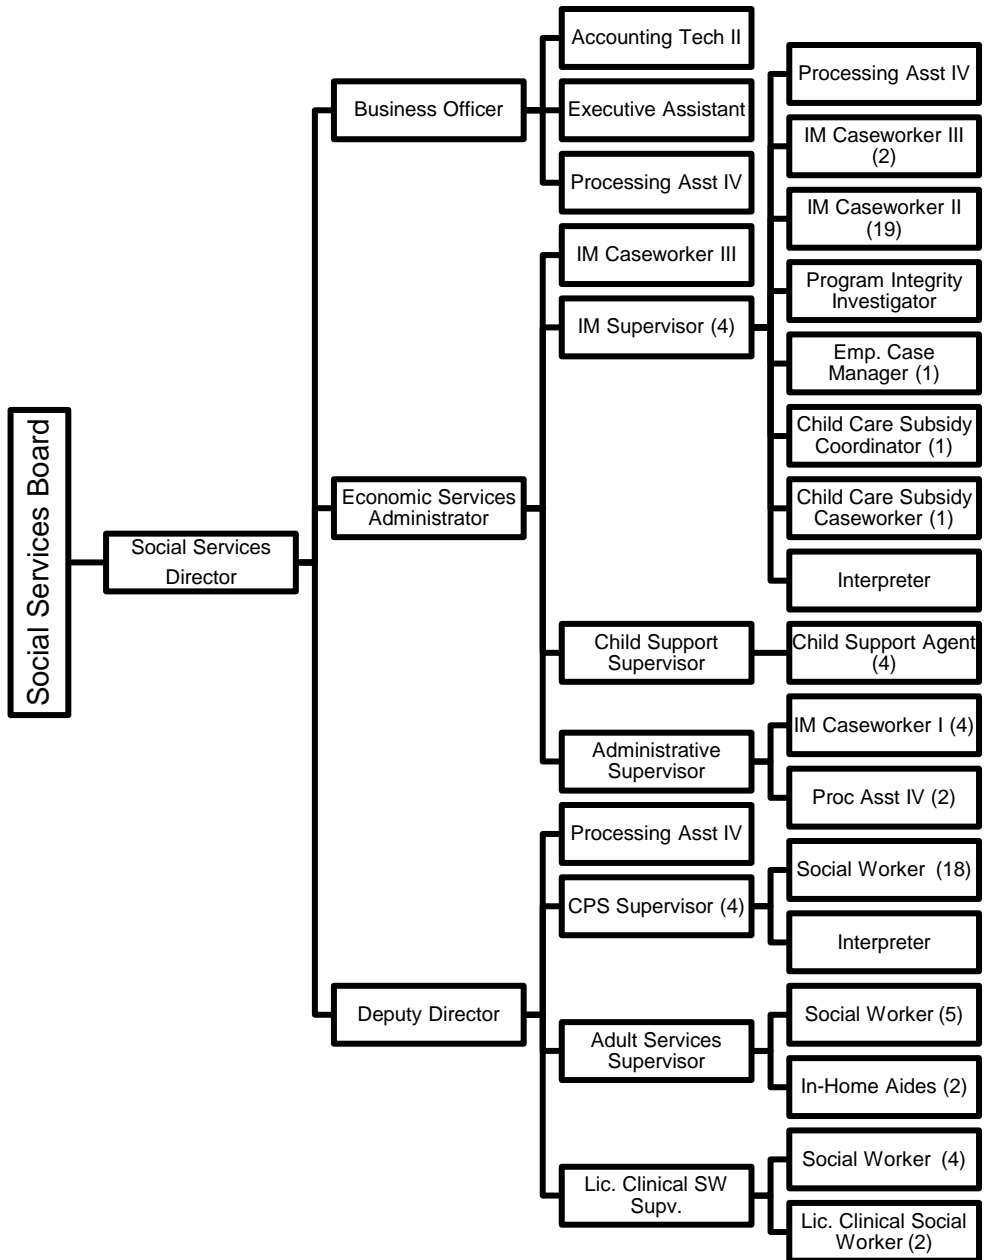 Social Services Board
Social Services
Director
Business Officer
Accounting Tech II
Executive Assistant
Processing Asst IV
Economic Services
Administrator
IM Caseworker III
IM Supervisor (4)
Processing Asst IV
IM Caseworker III
(2)
IM Caseworker II
(19)
Program Integrity
Investigator
Emp. Case
Manager (1)
Child Care Subsidy
Coordinator (1)
Child Care Subsidy
Caseworker (1)
Interpreter
Child Support
Supervisor
Child Support Agent
(4)
Administrative
Supervisor
IM Caseworker I (4)
Proc Asst IV (2)
Deputy Director
Processing Asst IV
CPS Supervisor (4)
Social Worker (18)
Interpreter
Adult Services
Supervisor
Social Worker (5)
In-Home Aides (2)
Lic. Clinical SW
Supv.
Social Worker (4)
Lic. Clinical Social
Worker (2)